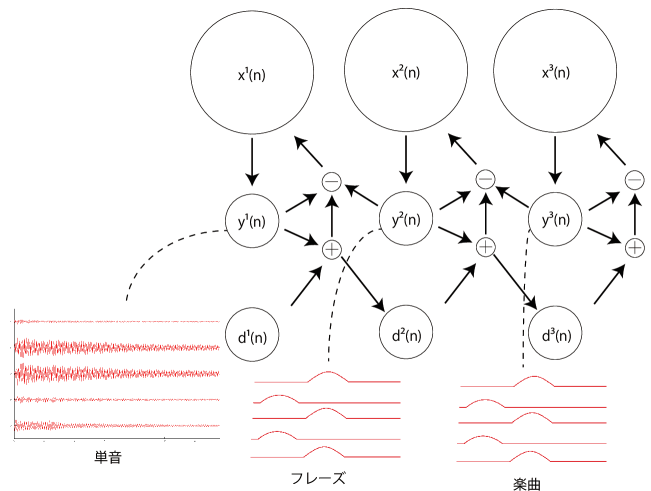 x¹(n)
x²(n)
x³(n)
−
−
−
y¹(n)
y²(n)
y³(n)
+
+
+
d¹(n)
d²(n)
d³(n)
単音
フレーズ
楽曲